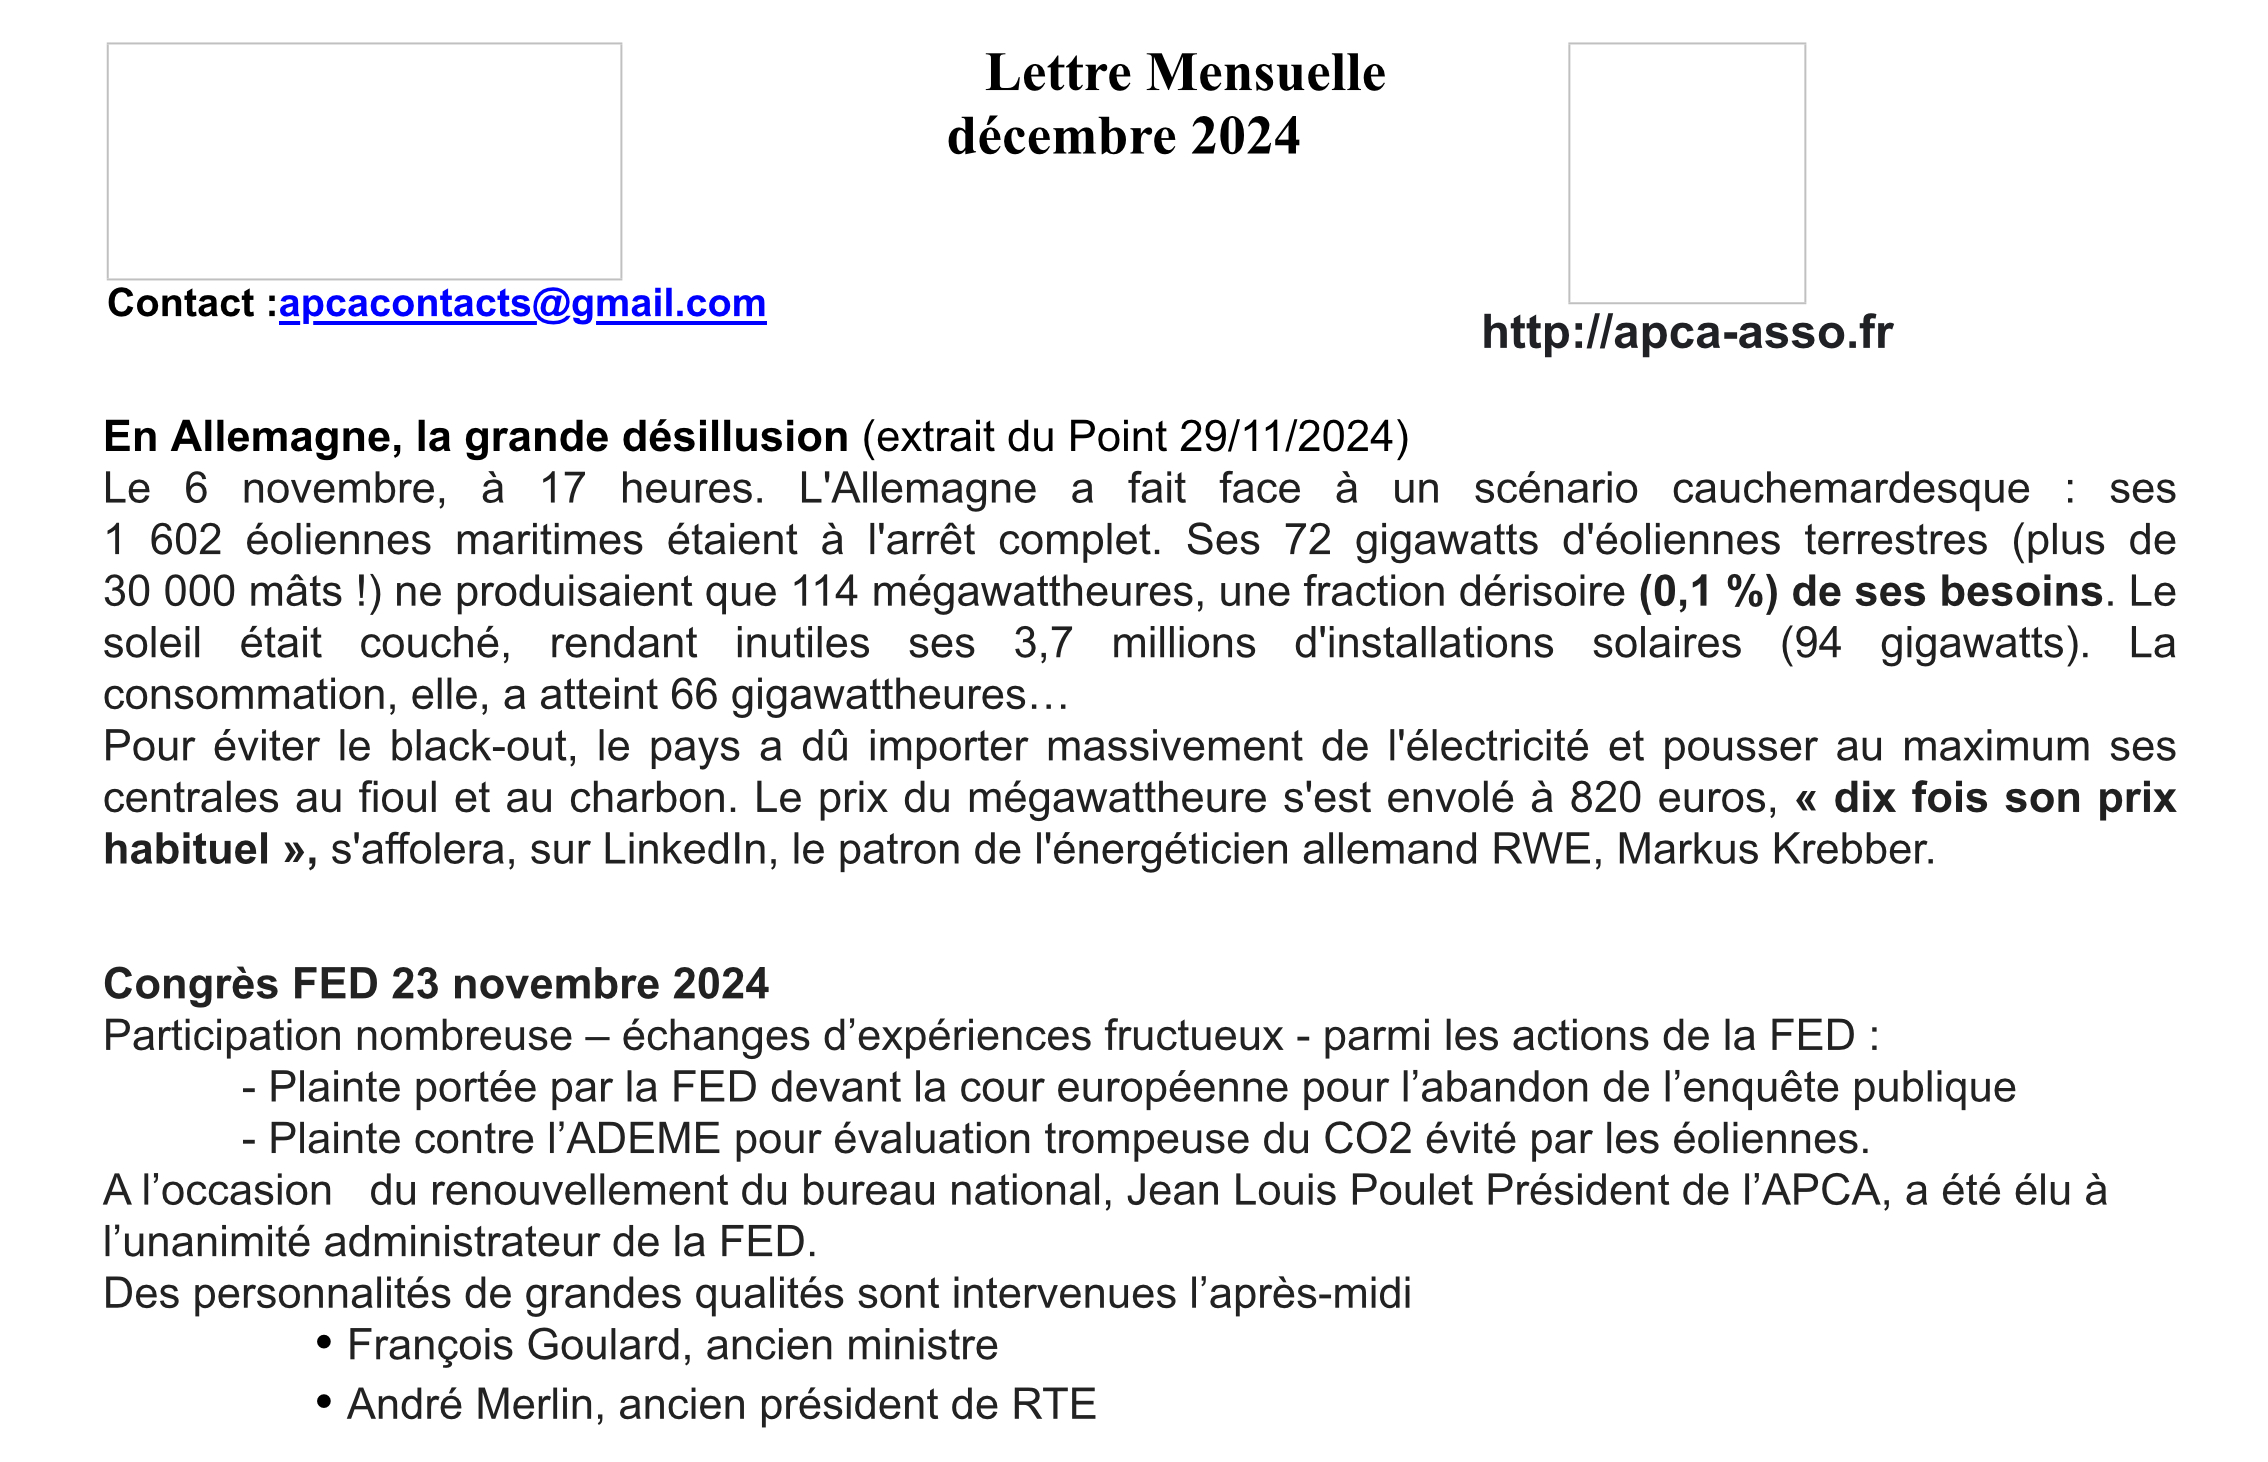 Lettre Mensuelle
décembre 2024
Contact :apcacontacts@gmail.com
http://apca-asso.fr
En Allemagne, la grande désillusion (extrait du Point 29/11/2024)
Le 6 novembre, à 17 heures. L'Allemagne a fait face à un scénario cauchemardesque : ses
1 602 éoliennes maritimes étaient à l'arrêt complet. Ses 72 gigawatts d'éoliennes terrestres (plus de
30 000 mâts !) ne produisaient que 114 mégawattheures, une fraction dérisoire (0,1 %) de ses besoins. Le
soleil était couché, rendant inutiles ses 3,7 millions d'installations solaires (94 gigawatts). La
consommation, elle, a atteint 66 gigawattheures…
Pour éviter le black-out, le pays a dû importer massivement de l'électricité et pousser au maximum ses
centrales au fioul et au charbon. Le prix du mégawattheure s'est envolé à 820 euros, « dix fois son prix
habituel », s'affolera, sur LinkedIn, le patron de l'énergéticien allemand RWE, Markus Krebber.
Congrès FED 23 novembre 2024
Participation nombreuse – échanges d’expériences fructueux - parmi les actions de la FED :
- Plainte portée par la FED devant la cour européenne pour l’abandon de l’enquête publique
- Plainte contre l’ADEME pour évaluation trompeuse du CO2 évité par les éoliennes.
A l’occasion du renouvellement du bureau national, Jean Louis Poulet Président de l’APCA, a été élu à
l’unanimité administrateur de la FED.
Des personnalités de grandes qualités sont intervenues l’après-midi
• François Goulard, ancien ministre
• André Merlin, ancien président de RTE